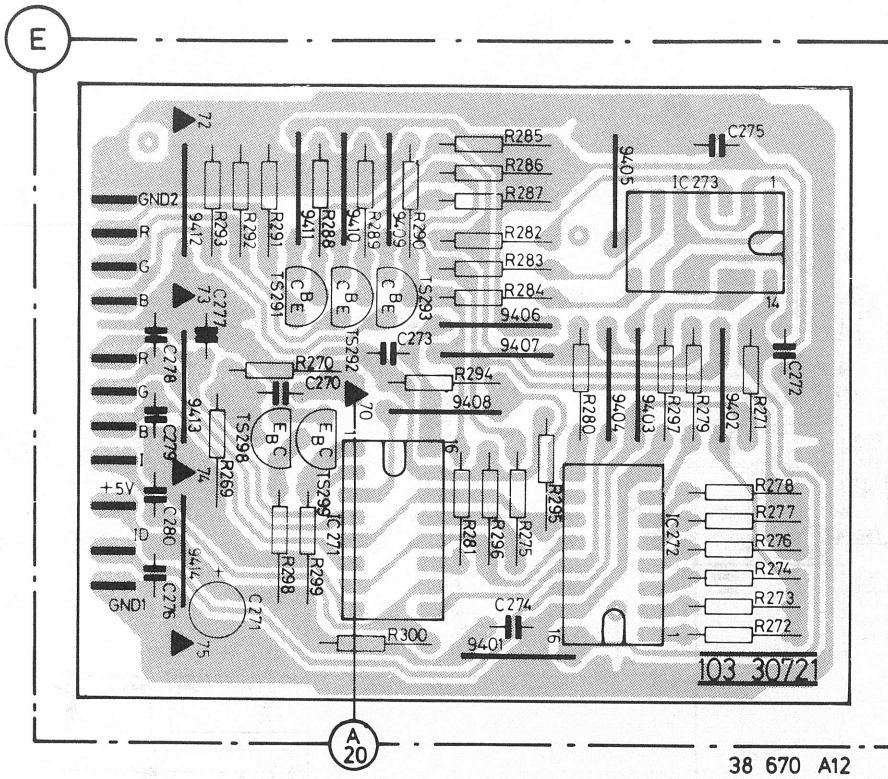 E
72
GND2
R
G
B
73
C277
R
G
B
I
+5V
ID
GND1
C278
C279
C280
C276
74
75
9412
R293
R292
R291
9411
R288
9410
R289
9409
R290
R285
R286
R287
R282
R283
R284
9406
9407
9405
C275
IC273
1
14
C B E
TS291
C B E
TS292
C B E
TS293
C273
R270
C270
70
R294
9408
9413
R269
TS298
E B C
TS299
E B C
1
16
IC271
R280
9404
9403
R297
R279
9402
R271
C272
R281
R296
R275
R295
IC272
R278
R277
R276
R274
R273
R272
9414
+
C271
R298
R299
R300
C274
9401
16
1
103 30721
A
20
38 670 A12